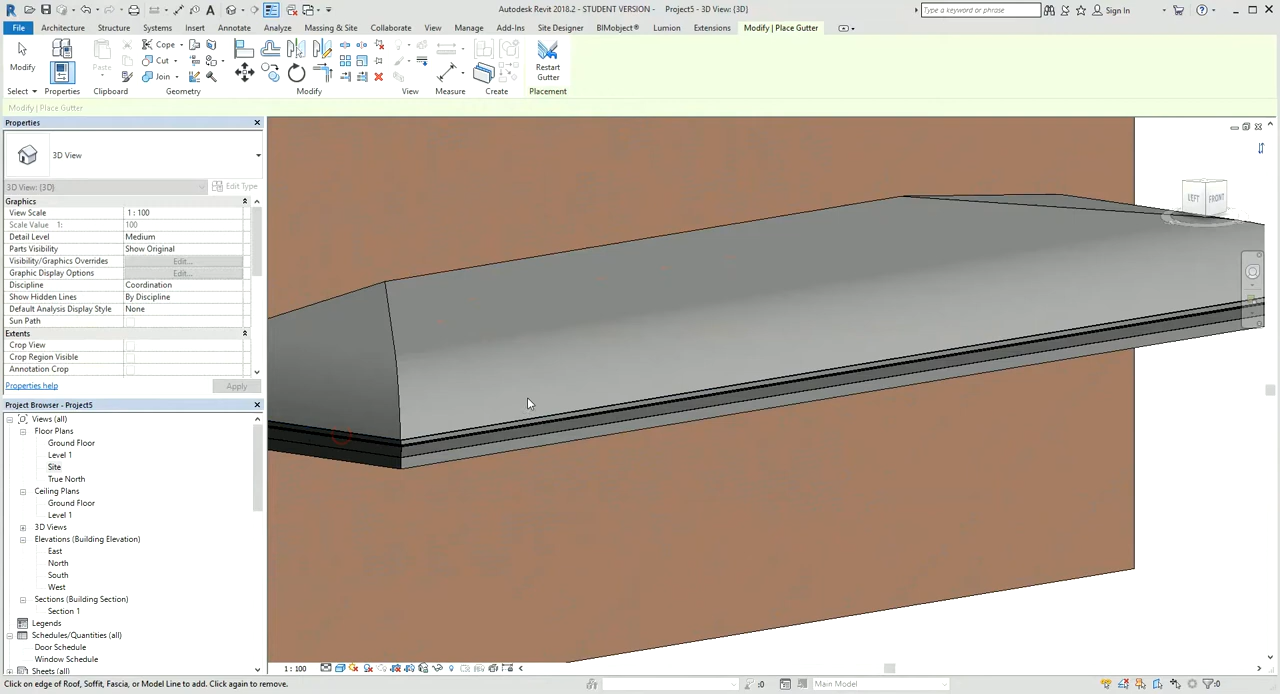 Autodesk Revit 2018.2 - STUDENT VERSION - Project5 - 3D View: {3D}
Type a keyword or phrase
Sign In
File Architecture Structure Systems Insert Annotate Analyze Massing & Site Collaborate View Manage Add-Ins Site Designer BIMobject® Lumion Extensions Modify | Place Gutter
Modify
Paste
Cope
Cut
Join
Restart
Gutter
Select Properties Clipboard Geometry Modify View Measure Create Placement
Modify | Place Gutter
Properties
3D View
3D View: {3D}
Edit Type
Graphics
View Scale 1 : 100
Scale Value 1: 100
Detail Level Medium
Parts Visibility Show Original
Visibility/Graphics Overrides Edit...
Graphic Display Options Edit...
Discipline Coordination
Show Hidden Lines By Discipline
Default Analysis Display Style None
Sun Path
Extents
Crop View
Crop Region Visible
Annotation Crop
Properties help
Apply
LEFT FRONT
Project Browser - Project5
Views (all)
Floor Plans
Ground Floor
Level 1
Site
True North
Ceiling Plans
Ground Floor
Level 1
3D Views
Elevations (Building Elevation)
East
North
South
West
Sections (Building Section)
Section 1
Legends
Schedules/Quantities (all)
Door Schedule
Window Schedule
Sheets (all)
1 : 100
Click on edge of Roof, Soffit, Fascia, or Model Line to add. Click again to remove.
:0
Main Model
:0